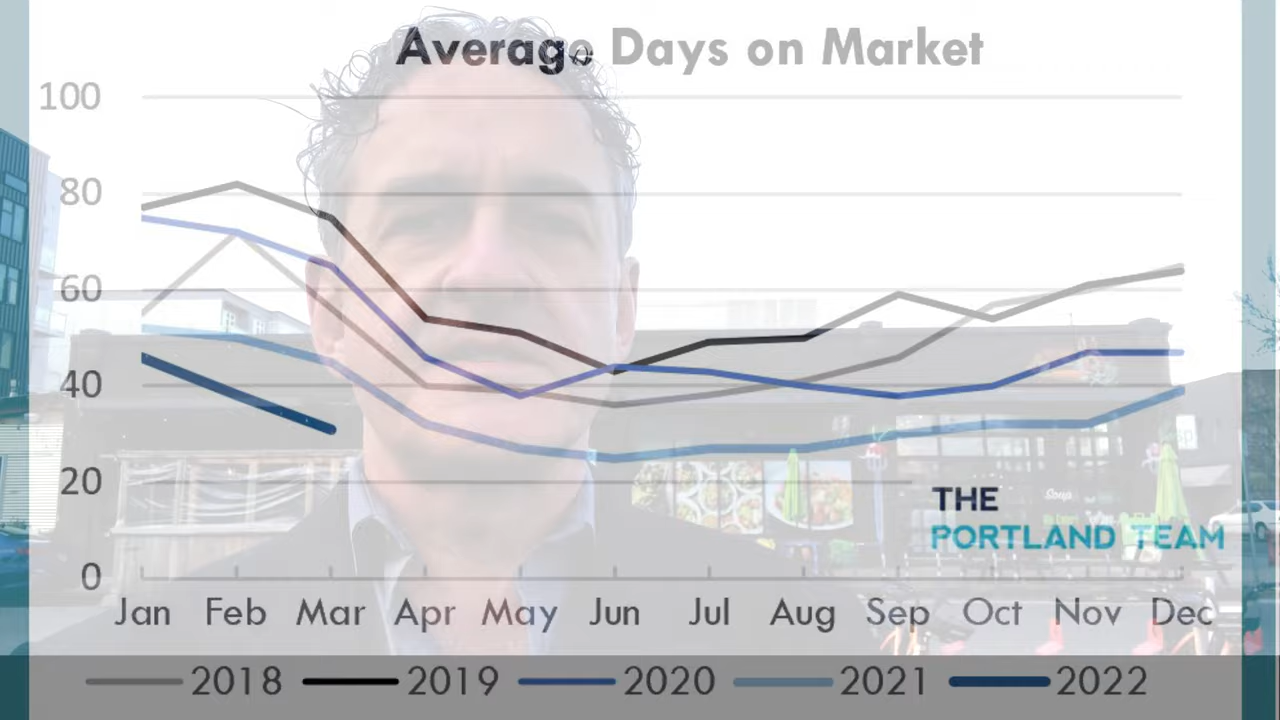 Average Days on Market
100
80
60
40
20
0
Jan Feb Mar Apr May Jun Jul Aug Sep Oct Nov Dec
THE
PORTLAND TEAM
Soup
2018 2019 2020 2021 2022